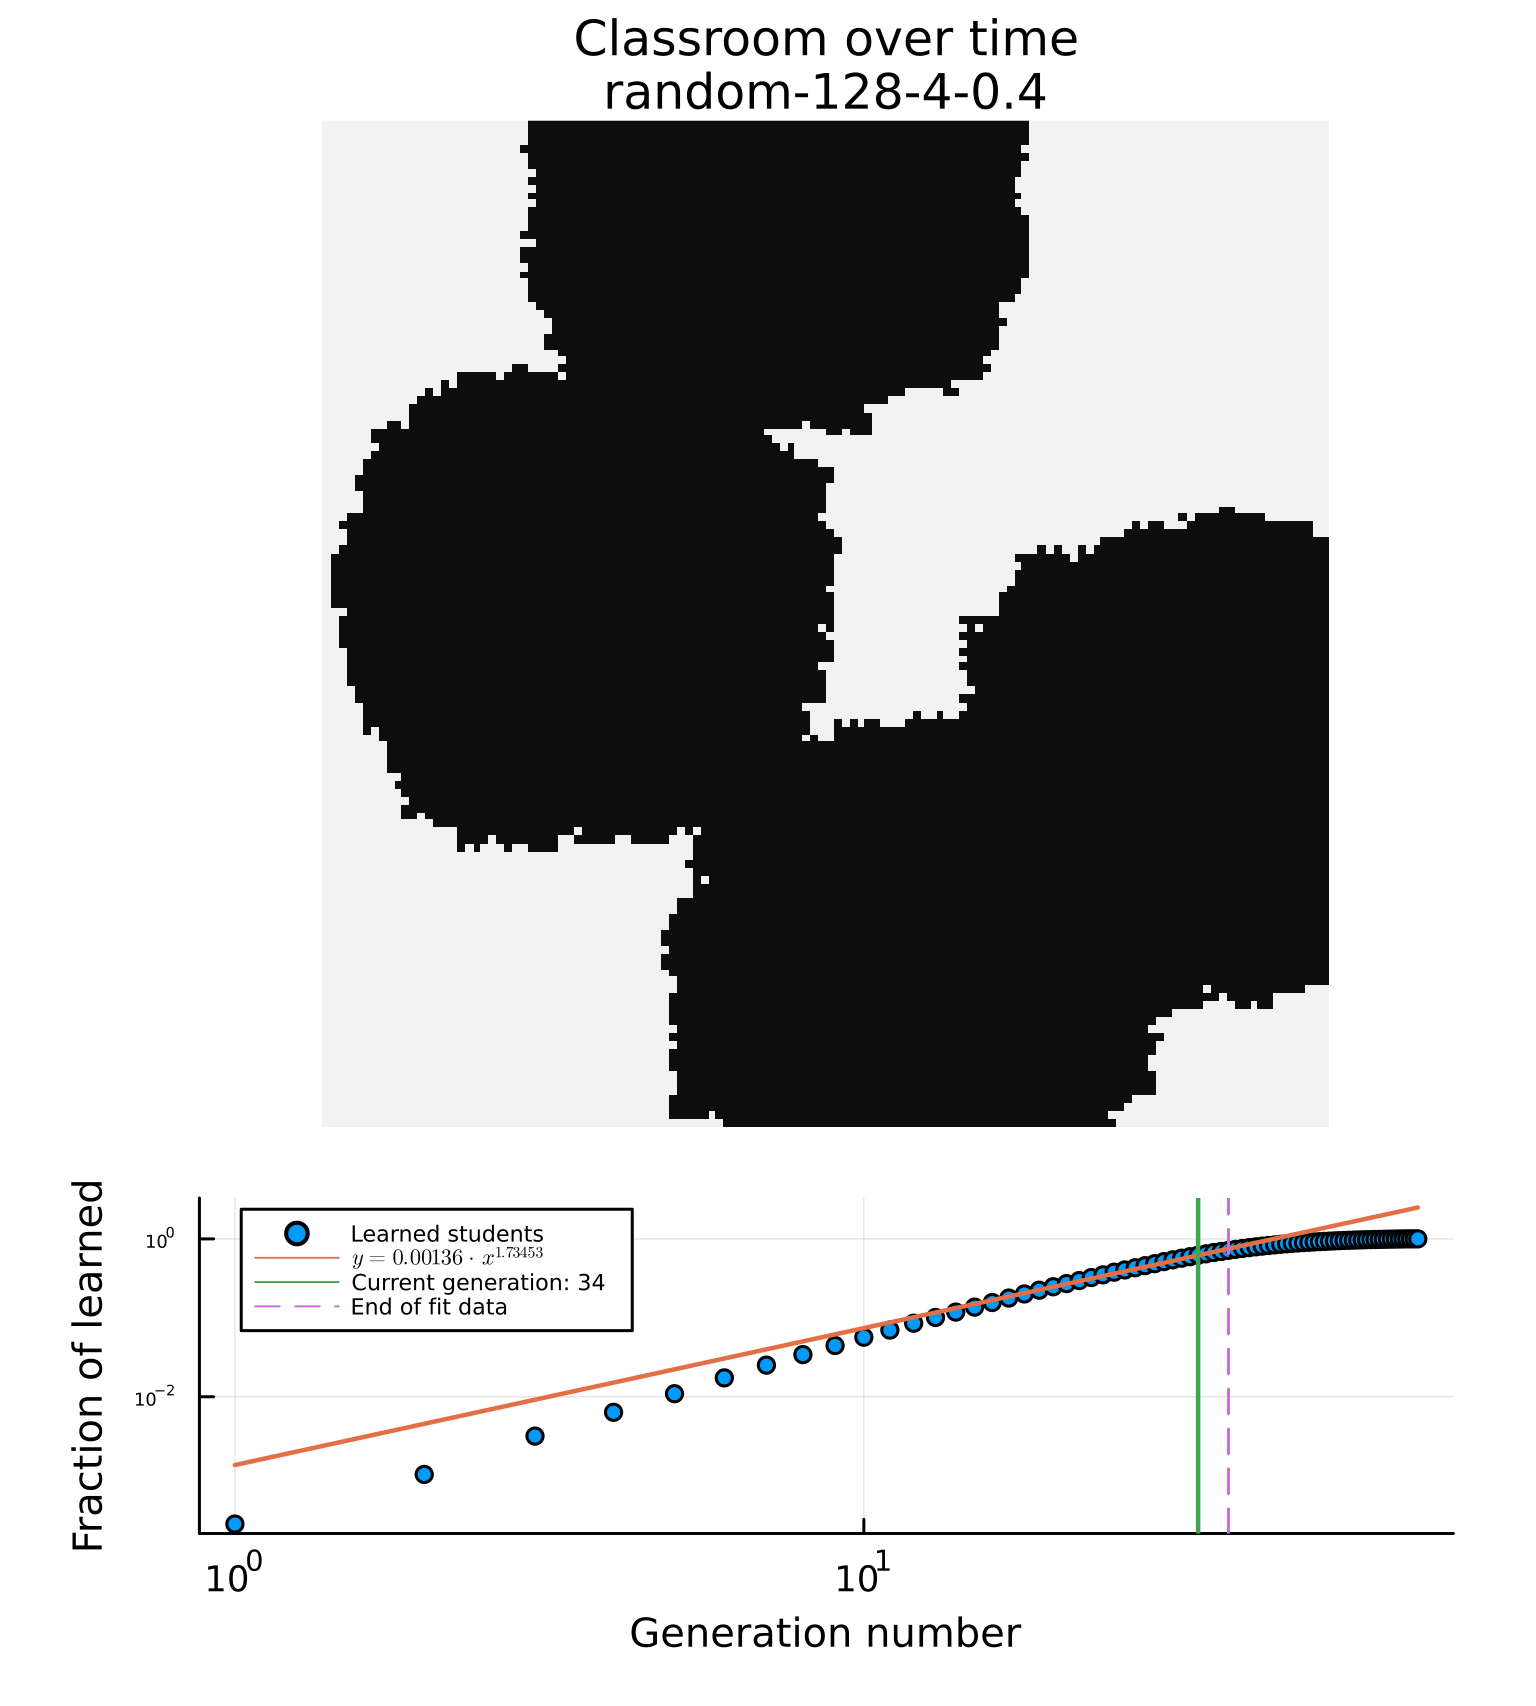 Classroom over time
random-128-4-0.4
Fraction of learned
10⁰
10⁻²
Learned students
y = 0.00136 · x^1.73453
Current generation: 34
End of fit data
10⁰
10¹
Generation number